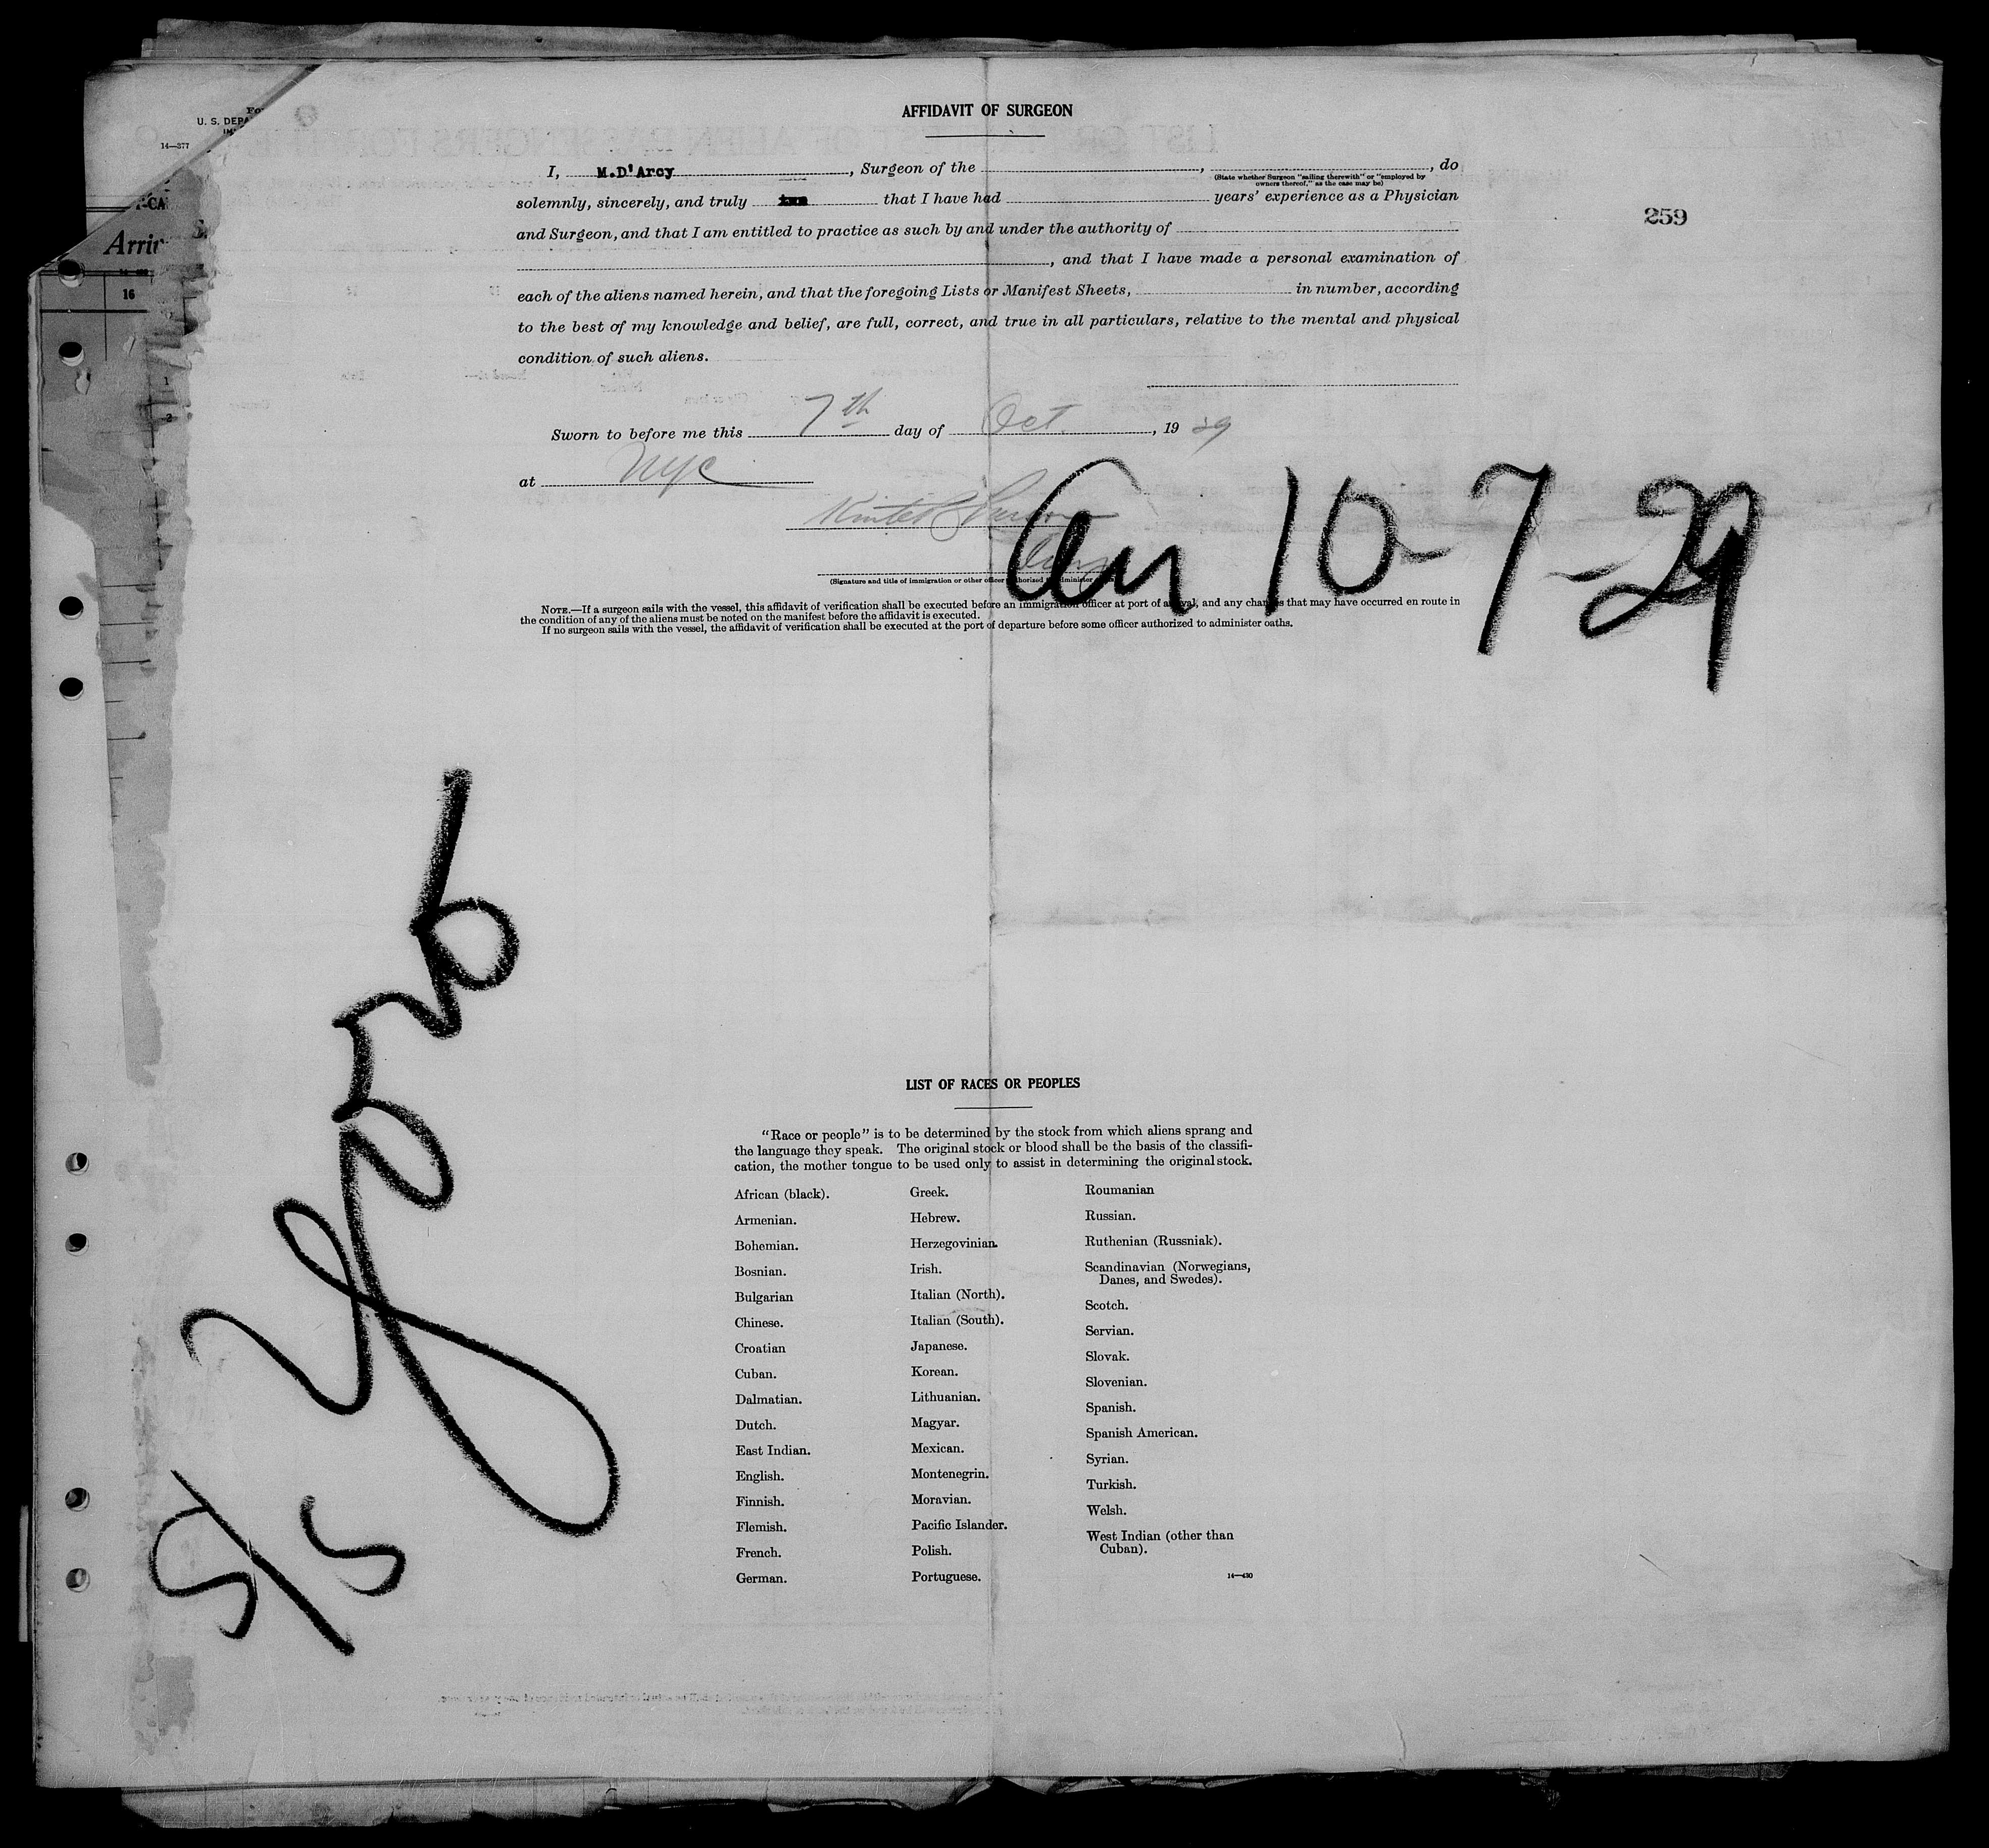 AFFIDAVIT OF SURGEON
U. S. DEPA
14—377
I, M.D'Arcy, Surgeon of the , , do
(State whether Surgeon "sailing therewith" or "employed by
owners thereof," as the case may be)
solemnly, sincerely, and truly that I have had years' experience as a Physician
259
and Surgeon, and that I am entitled to practice as such by and under the authority of
Arriv
, and that I have made a personal examination of
16
each of the aliens named herein, and that the foregoing Lists or Manifest Sheets, in number, according
to the best of my knowledge and belief, are full, correct, and true in all particulars, relative to the mental and physical
condition of such aliens.
1
2
Sworn to before me this 7th day of Oct., 19 29
at NYC
Arr 10-7-29
(Signature and title of immigration or other officer authorized to administer
NOTE.—If a surgeon sails with the vessel, this affidavit of verification shall be executed before an immigration officer at port of arrival, and any changes that may have occurred en route in
the condition of any of the aliens must be noted on the manifest before the affidavit is executed.
If no surgeon sails with the vessel, the affidavit of verification shall be executed at the port of departure before some officer authorized to administer oaths.
S/S Yoro
LIST OF RACES OR PEOPLES
"Race or people" is to be determined by the stock from which aliens sprang and
the language they speak. The original stock or blood shall be the basis of the classifi-
cation, the mother tongue to be used only to assist in determining the original stock.
African (black).
Armenian.
Bohemian.
Bosnian.
Bulgarian
Chinese.
Croatian
Cuban.
Dalmatian.
Dutch.
East Indian.
English.
Finnish.
Flemish.
French.
German.
Greek.
Hebrew.
Herzegovinian.
Irish.
Italian (North).
Italian (South).
Japanese.
Korean.
Lithuanian.
Magyar.
Mexican.
Montenegrin.
Moravian.
Pacific Islander.
Polish.
Portuguese.
Roumanian
Russian.
Ruthenian (Russniak).
Scandinavian (Norwegians,
Danes, and Swedes).
Scotch.
Servian.
Slovak.
Slovenian.
Spanish.
Spanish American.
Syrian.
Turkish.
Welsh.
West Indian (other than
Cuban).
14—430